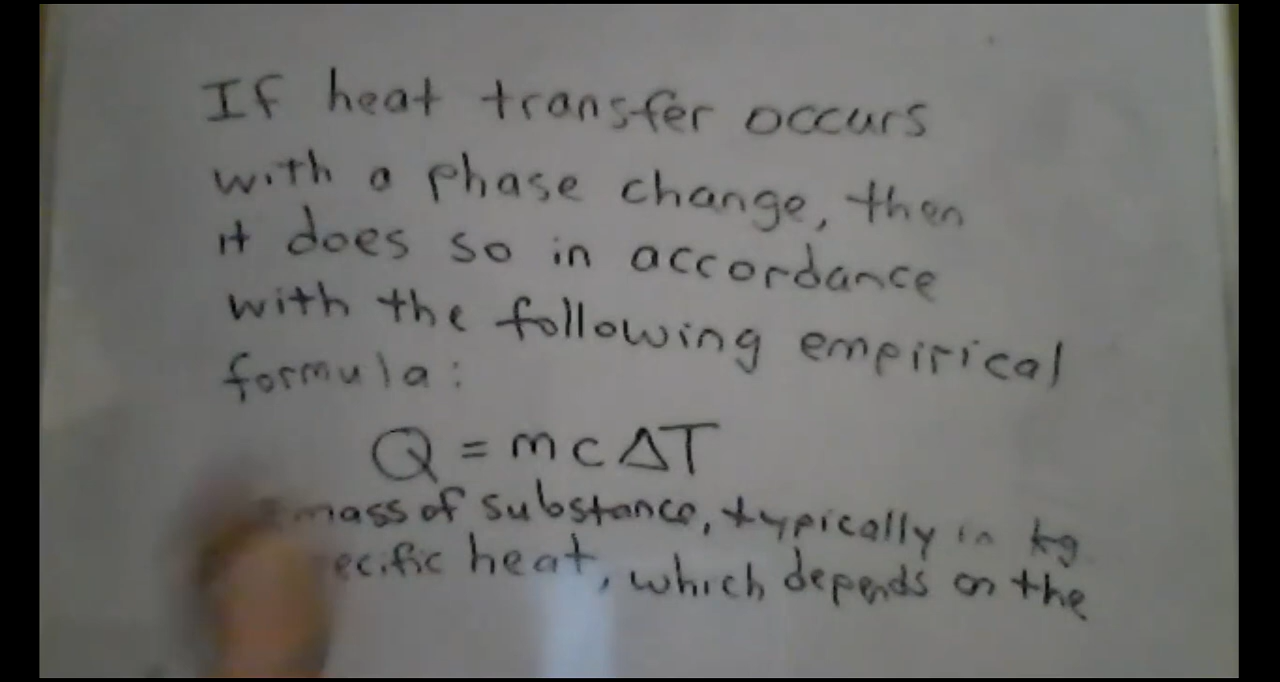 If heat transfer occurs
with a phase change, then
it does so in accordance
with the following empirical
formula:
Q = mcΔT
= mass of substance, typically in kg
ecific heat, which depends on the